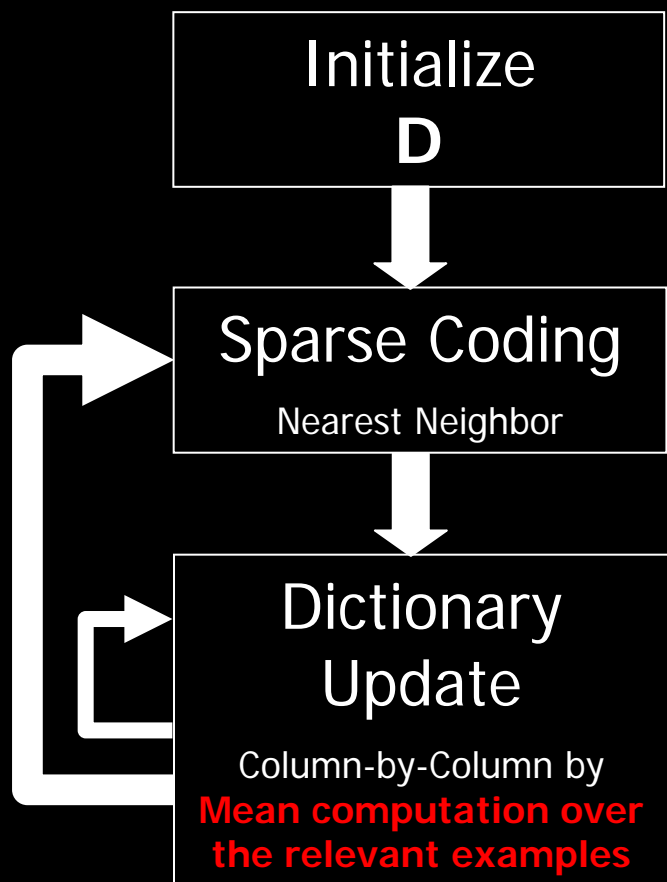 Initialize
D
Sparse Coding
Nearest Neighbor
Dictionary
Update
Column-by-Column by
Mean computation over
the relevant examples